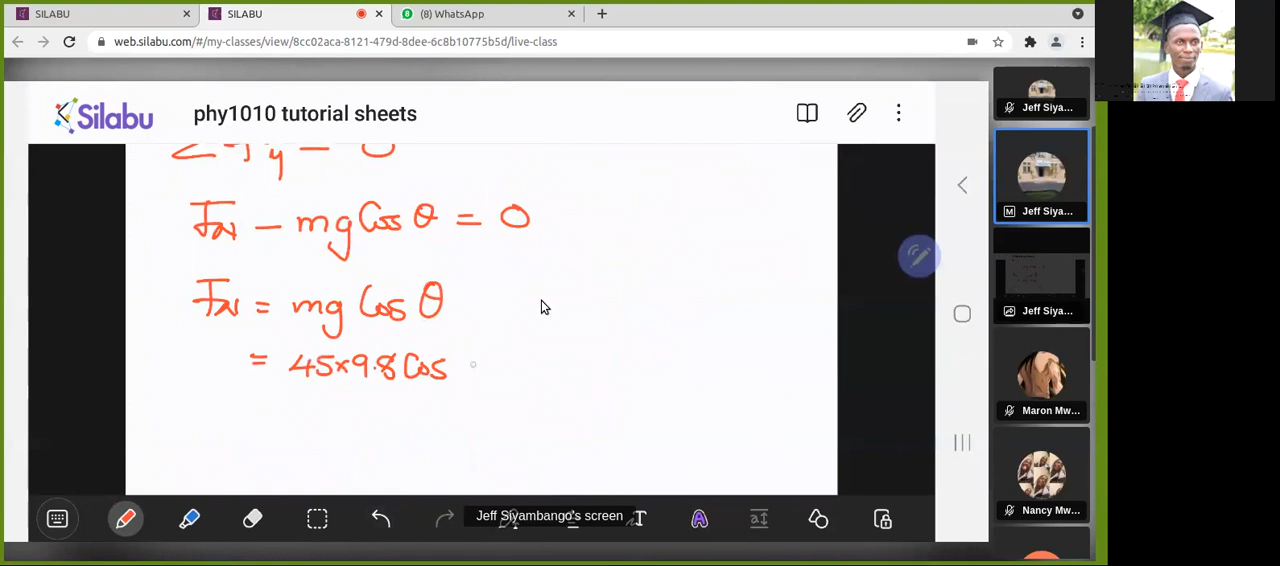 SILABU
SILABU
(8) WhatsApp
web.silabu.com/#/my-classes/view/8cc02aca-8121-479d-8dee-6c8b10775b5d/live-class
Silabu
phy1010 tutorial sheets
ΣFy = 0
FN - mg Cos θ = 0
FN = mg Cos θ
= 45×9.8 Cos
Jeff Siya...
Jeff Siya...
Jeff Siya...
Maron Mw...
Nancy Mw...
Jeff Siyambango's screen